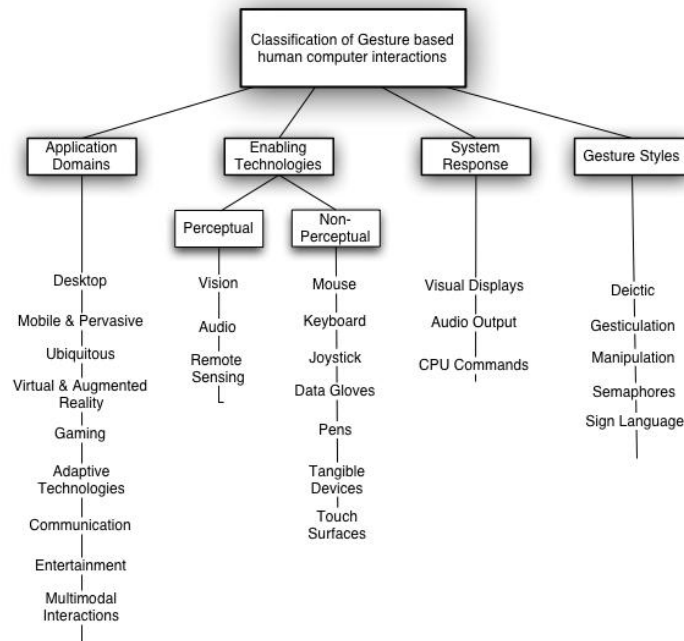 Classification of Gesture based
human computer interactions
Application
Domains
Enabling
Technologies
System
Response
Gesture Styles
Perceptual
Non-
Perceptual
Desktop
Mobile & Pervasive
Ubiquitous
Virtual & Augmented
Reality
Gaming
Adaptive
Technologies
Communication
Entertainment
Multimodal
Interactions
Vision
Audio
Remote
Sensing
Mouse
Keyboard
Joystick
Data Gloves
Pens
Tangible
Devices
Touch
Surfaces
Visual Displays
Audio Output
CPU Commands
Deictic
Gesticulation
Manipulation
Semaphores
Sign Language